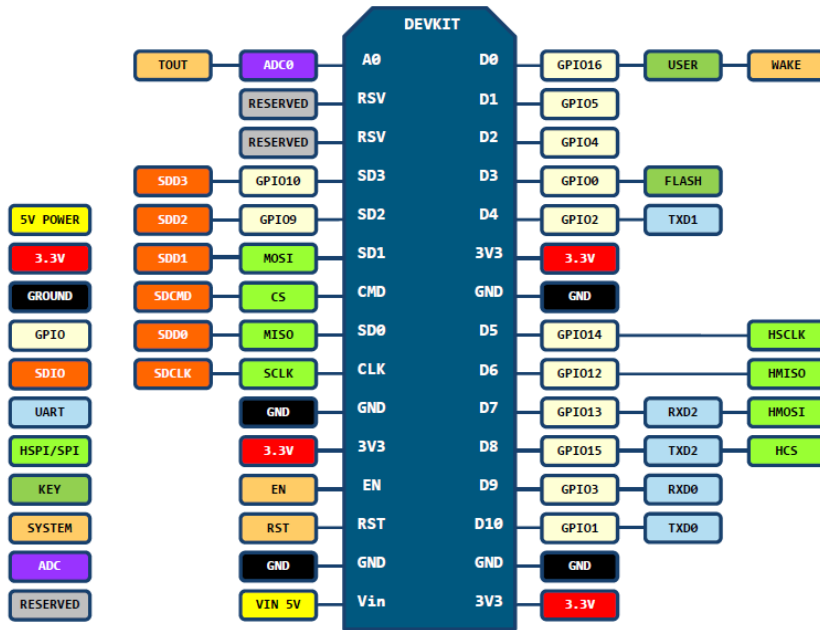 DEVKIT
TOUT ADC0 A0 D0 GPIO16 USER WAKE
RESERVED RSV D1 GPIO5
RESERVED RSV D2 GPIO4
SDD3 GPIO10 SD3 D3 GPIO0 FLASH
5V POWER SDD2 GPIO9 SD2 D4 GPIO2 TXD1
3.3V SDD1 MOSI SD1 3V3 3.3V
GROUND SDCMD CS CMD GND GND
GPIO SDD0 MISO SD0 D5 GPIO14 HSCLK
SDIO SDCLK SCLK CLK D6 GPIO12 HMISO
UART GND GND D7 GPIO13 RXD2 HMOSI
HSPI/SPI 3.3V 3V3 D8 GPIO15 TXD2 HCS
KEY EN EN D9 GPIO3 RXD0
SYSTEM RST RST D10 GPIO1 TXD0
ADC GND GND GND GND
RESERVED VIN 5V Vin 3V3 3.3V